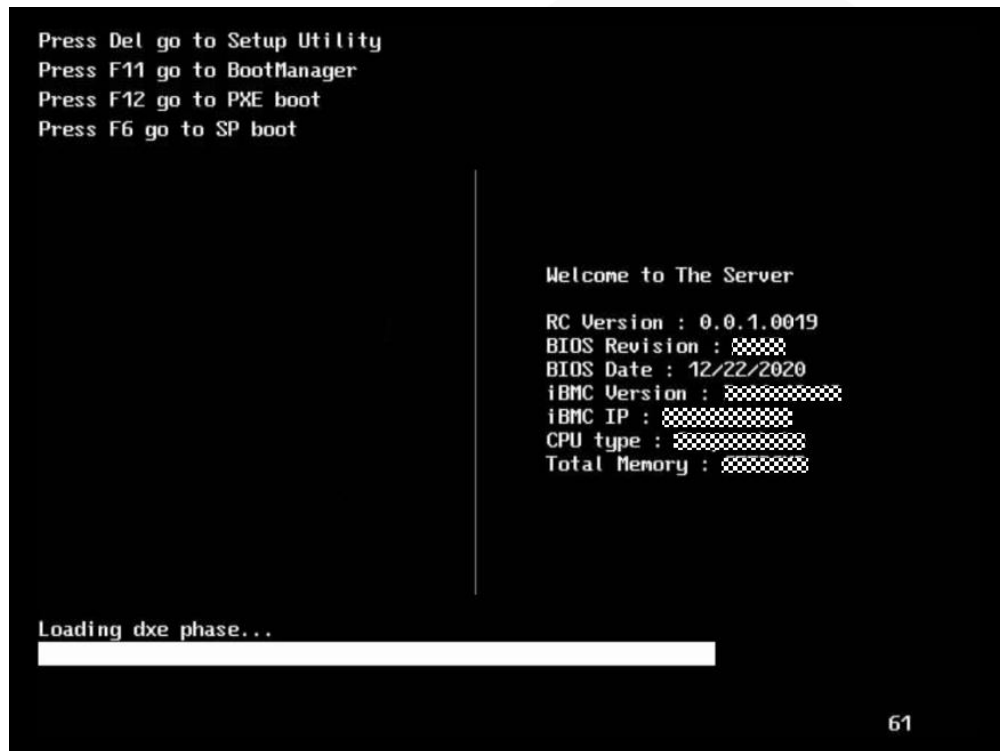 Press Del go to Setup Utility
Press F11 go to BootManager
Press F12 go to PXE boot
Press F6 go to SP boot
Welcome to The Server
RC Version : 0.0.1.0019
BIOS Revision :
BIOS Date : 12/22/2020
iBMC Version :
iBMC IP :
CPU type :
Total Memory :
Loading dxe phase...
61